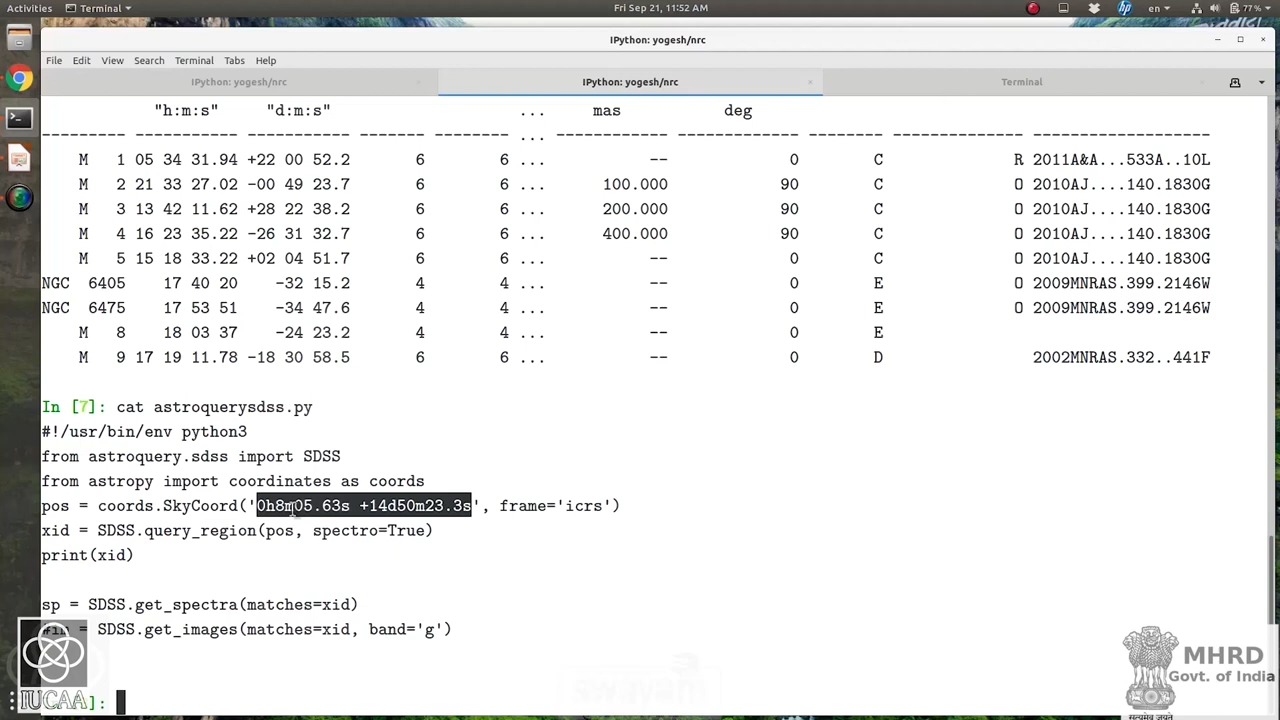 Activities Terminal Fri Sep 21, 11:52 AM en 77%
IPython: yogesh/nrc
File Edit View Search Terminal Tabs Help
IPython: yogesh/nrc IPython: yogesh/nrc Terminal
"h:m:s" "d:m:s" ... mas deg
--------- ----------- ----------- ------- -------- ... ------------ ------------- -------- -------------- -------------------
M 1 05 34 31.94 +22 00 52.2 6 6 ... -- 0 C R 2011A&A...533A..10L
M 2 21 33 27.02 -00 49 23.7 6 6 ... 100.000 90 C O 2010AJ....140.1830G
M 3 13 42 11.62 +28 22 38.2 6 6 ... 200.000 90 C O 2010AJ....140.1830G
M 4 16 23 35.22 -26 31 32.7 6 6 ... 400.000 90 C O 2010AJ....140.1830G
M 5 15 18 33.22 +02 04 51.7 6 6 ... -- 0 C O 2010AJ....140.1830G
NGC 6405 17 40 20 -32 15.2 4 4 ... -- 0 E O 2009MNRAS.399.2146W
NGC 6475 17 53 51 -34 47.6 4 4 ... -- 0 E O 2009MNRAS.399.2146W
M 8 18 03 37 -24 23.2 4 4 ... -- 0 E
M 9 17 19 11.78 -18 30 58.5 6 6 ... -- 0 D 2002MNRAS.332..441F
In [7]: cat astroquerysdss.py
#!/usr/bin/env python3
from astroquery.sdss import SDSS
from astropy import coordinates as coords
pos = coords.SkyCoord('0h8m05.63s +14d50m23.3s', frame='icrs')
xid = SDSS.query_region(pos, spectro=True)
print(xid)
sp = SDSS.get_spectra(matches=xid)
#im = SDSS.get_images(matches=xid, band='g')
]:
IUCAA
MHRD
Govt. of India
सत्यमेव जयते
swayam